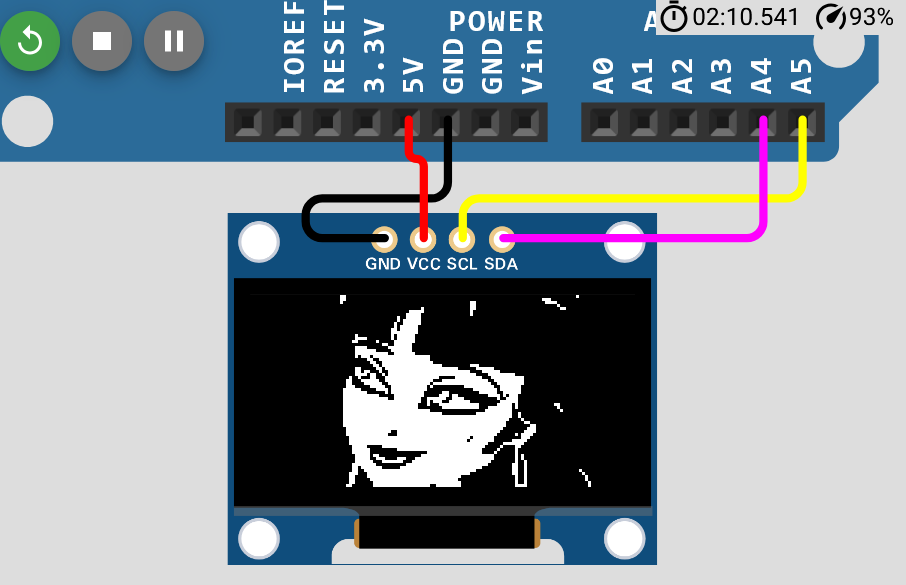 02:10.541 93%
POWER A
IOREF
RESET
3.3V
5V
GND
GND
Vin
A0
A1
A2
A3
A4
A5
GND VCC SCL SDA